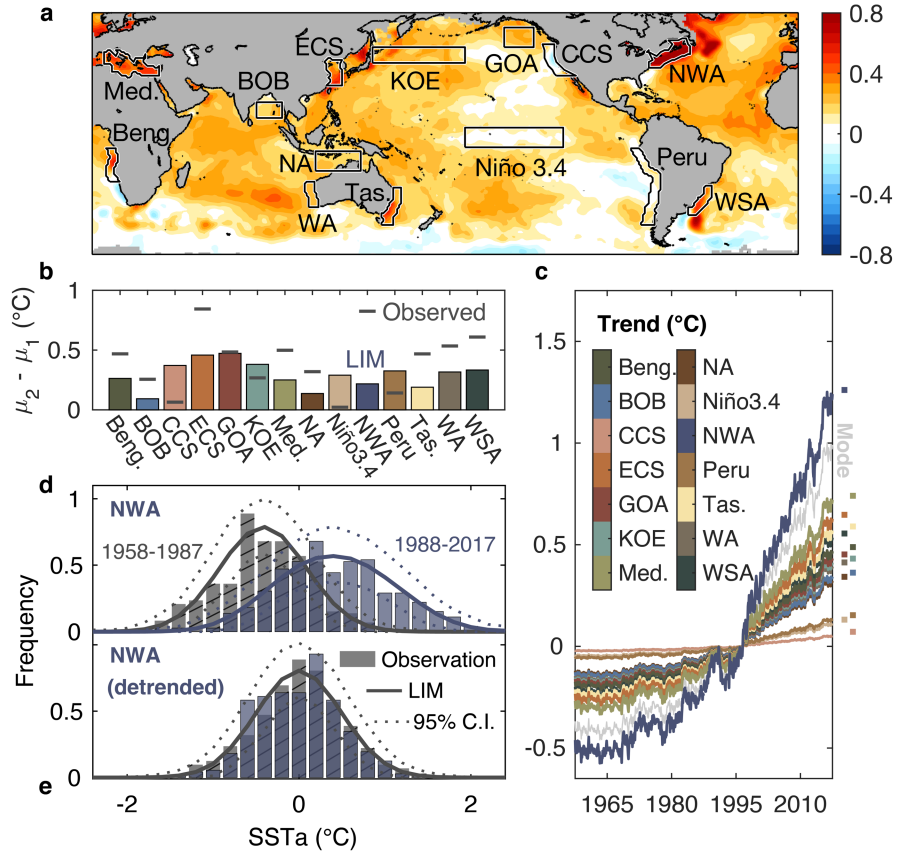 a
ECS
CCS
BOB
KOE
GOA
NWA
Med.
Beng
NA
Niño 3.4
Peru
Tas.
WA
WSA
0.8
0.4
0
-0.4
-0.8
b
μ2 - μ1 (°C)
1
0.5
0
Observed
LIM
Beng.
BOB
CCS
ECS
GOA
KOE
Med.
NA
Niño3.4
NWA
Peru
Tas.
WA
WSA
c
Trend (°C)
Beng. NA
BOB Niño3.4
CCS NWA
ECS Peru
GOA Tas.
KOE WA
Med. WSA
Mode
1.5
1
0.5
0
-0.5
1965 1980 1995 2010
d
Frequency
NWA
1958-1987
1988-2017
1
0.5
0
NWA
(detrended)
Observation
LIM
95% C.I.
0.5
0
e
-2 0 2
SSTa (°C)